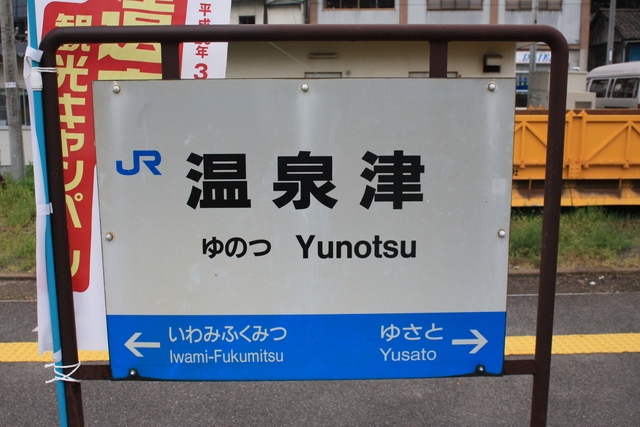 平成
年3
観光キャンペ
JR
温泉津
ゆのつ Yunotsu
いわみふくみつ
Iwami-Fukumitsu
ゆさと
Yusato